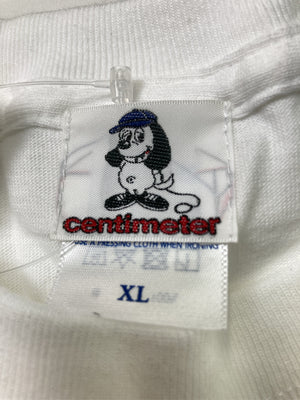 centimeter
USE A PRESSING CLOTH WHEN IRONING
XL